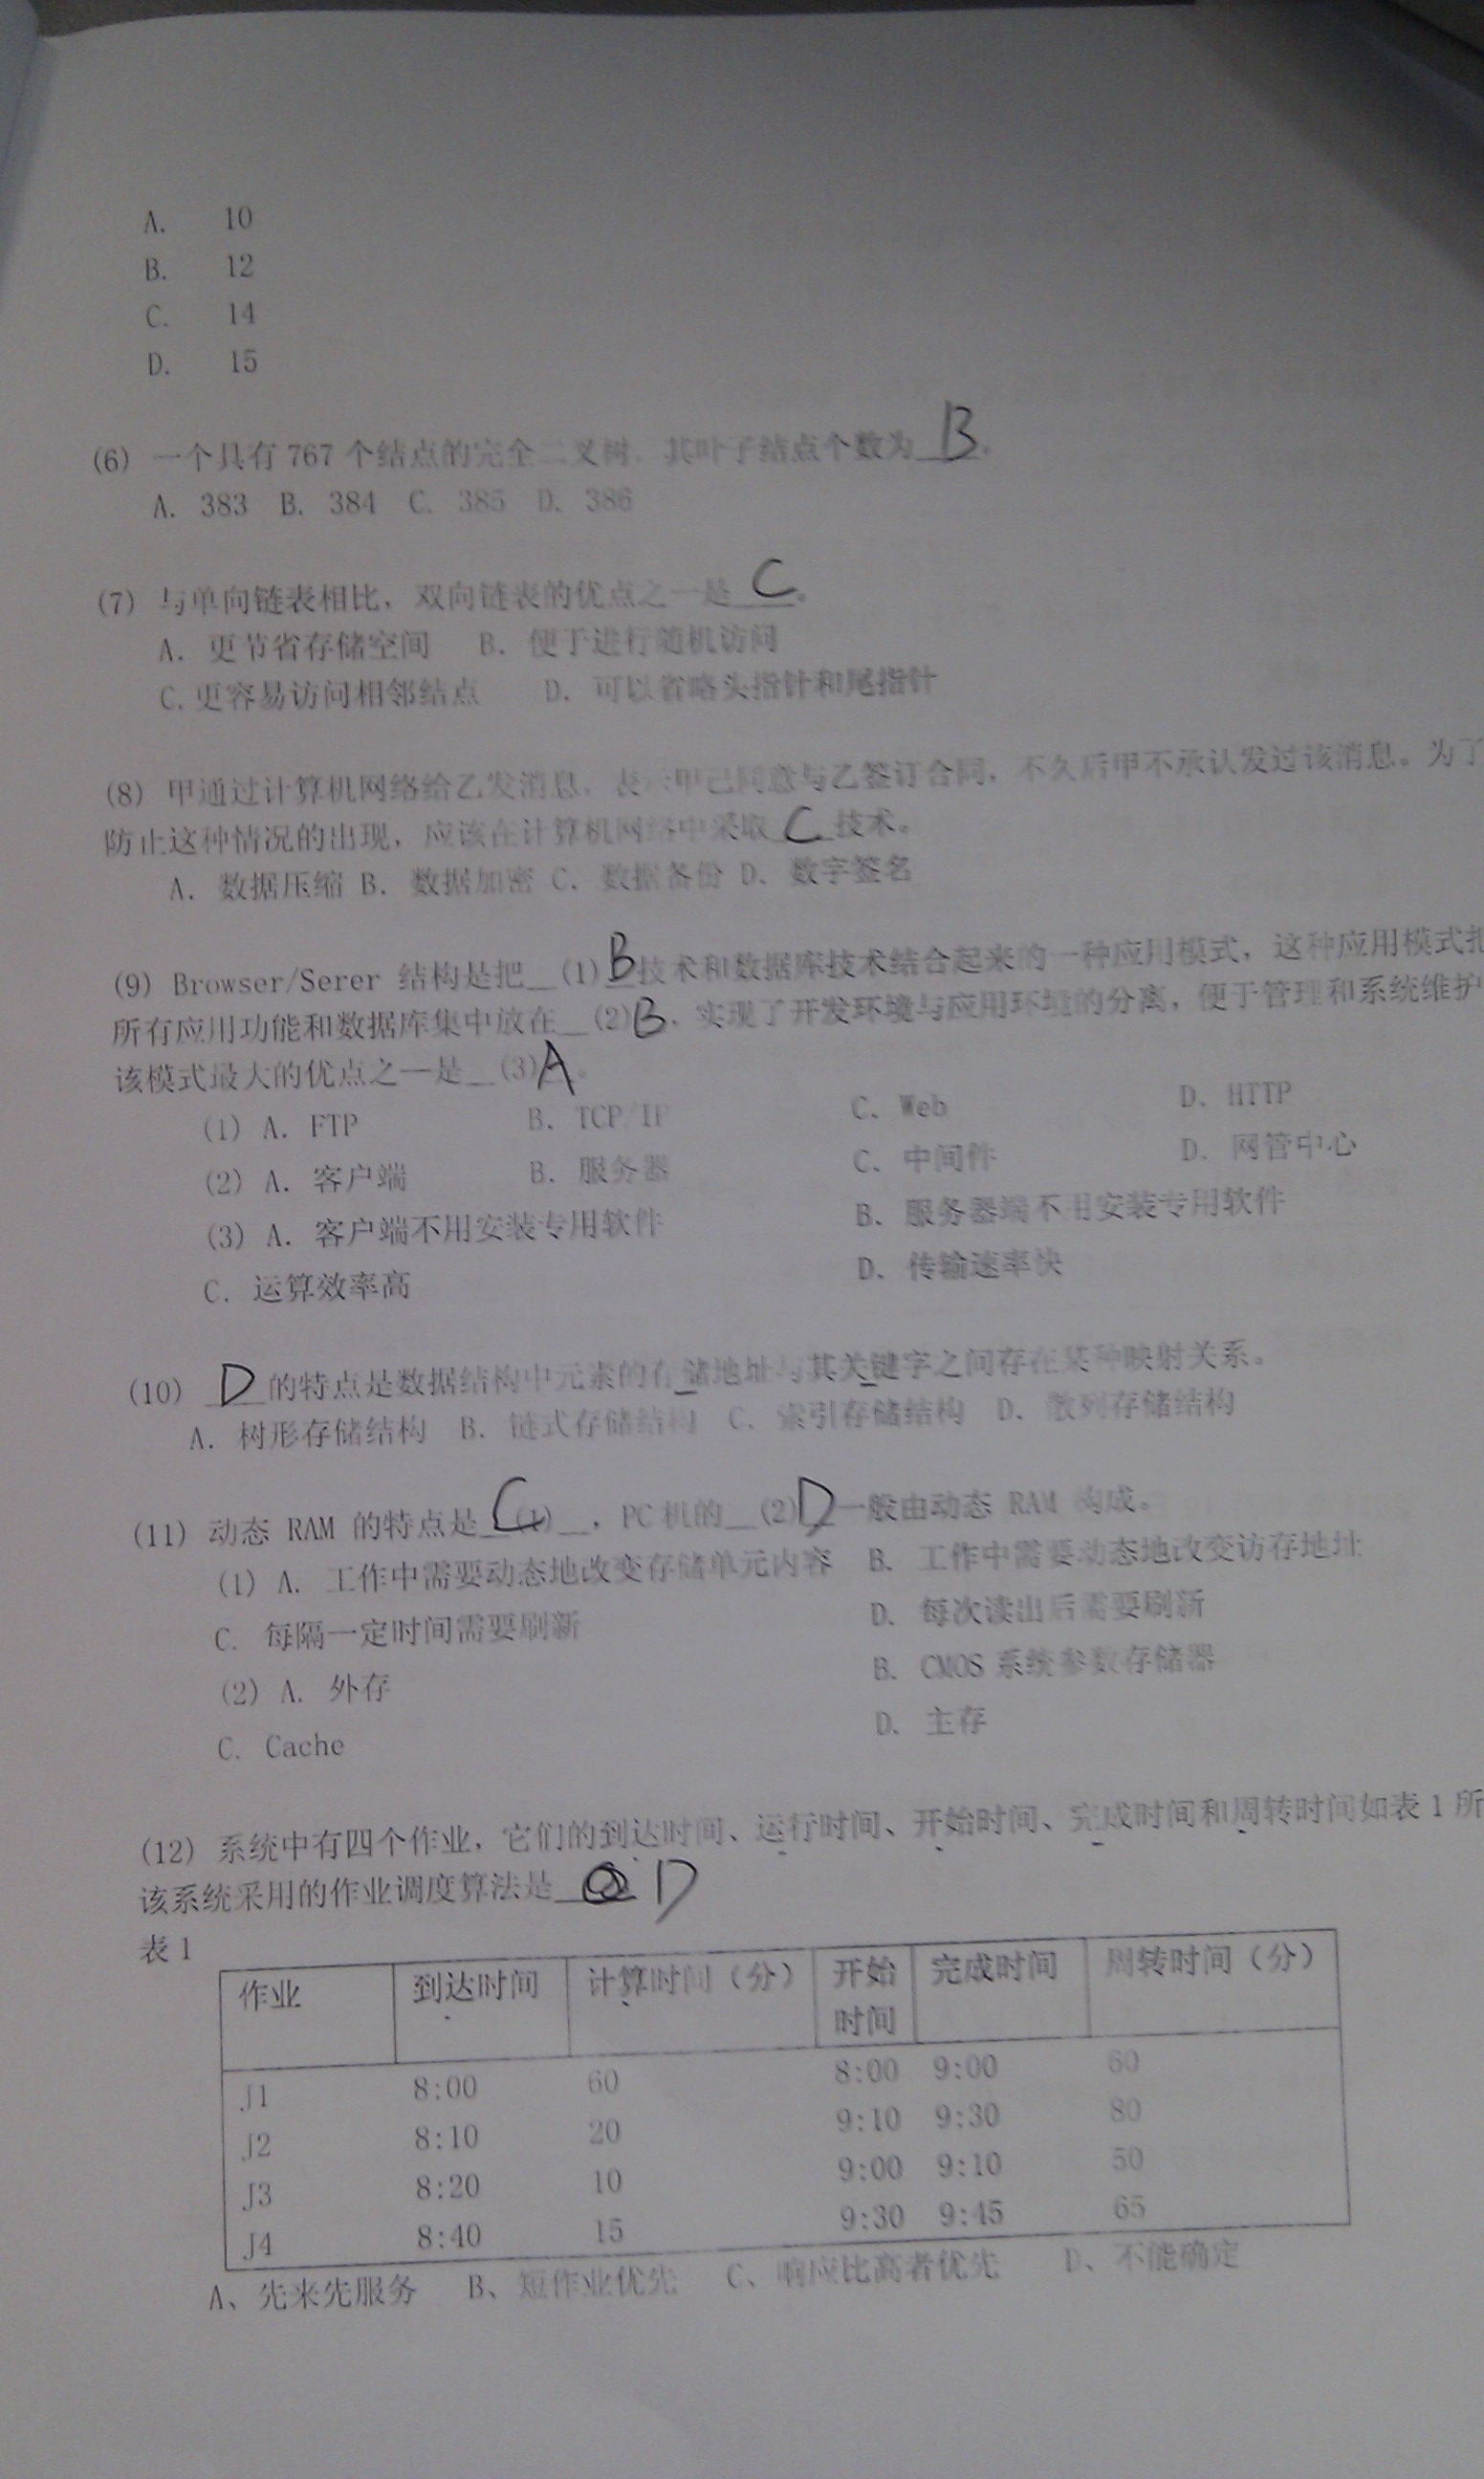 A. 10
B. 12
C. 14
D. 15
(6) 一个具有 767 个结点的完全二叉树，其叶子结点个数为 B 。
A. 383 B. 384 C. 385 D. 386
(7) 与单向链表相比，双向链表的优点之一是 C 。
A. 更节省存储空间 B. 便于进行随机访问
C.更容易访问相邻结点 D. 可以省略头指针和尾指针
(8) 甲通过计算机网络给乙发消息，表示甲己同意与乙签订合同，不久后甲不承认发过该消息。为了
防止这种情况的出现，应该在计算机网络中采取 C 技术。
A. 数据压缩 B. 数据加密 C. 数据备份 D. 数字签名
(9) Browser/Serer 结构是把__(1) B 技术和数据库技术结合起来的一种应用模式，这种应用模式把
所有应用功能和数据库集中放在__(2) B ，实现了开发环境与应用环境的分离，便于管理和系统维护
该模式最大的优点之一是__(3) A 。
(1) A. FTP B. TCP/IP C. Web D. HTTP
(2) A. 客户端 B. 服务器 C. 中间件 D. 网管中心
(3) A. 客户端不用安装专用软件 B. 服务器端不用安装专用软件
C. 运算效率高 D. 传输速率快
(10) D 的特点是数据结构中元素的存储地址与其关键字之间存在某种映射关系。
A. 树形存储结构 B. 链式存储结构 C. 索引存储结构 D. 散列存储结构
(11) 动态 RAM 的特点是__C(1)__，PC 机的__(2) D 一般由动态 RAM 构成。
(1) A. 工作中需要动态地改变存储单元内容 B. 工作中需要动态地改变访存地址
C. 每隔一定时间需要刷新 D. 每次读出后需要刷新
(2) A. 外存 B. CMOS 系统参数存储器
C. Cache D. 主存
(12) 系统中有四个作业，它们的到达时间、运行时间、开始时间、完成时间和周转时间如表 1 所
该系统采用的作业调度算法是____ D
表 1
作业 到达时间 计算时间（分） 开始时间 完成时间 周转时间（分）
J1 8:00 60 8:00 9:00 60
J2 8:10 20 9:10 9:30 80
J3 8:20 10 9:00 9:10 50
J4 8:40 15 9:30 9:45 65
A、先来先服务 B、短作业优先 C、响应比高者优先 D、不能确定